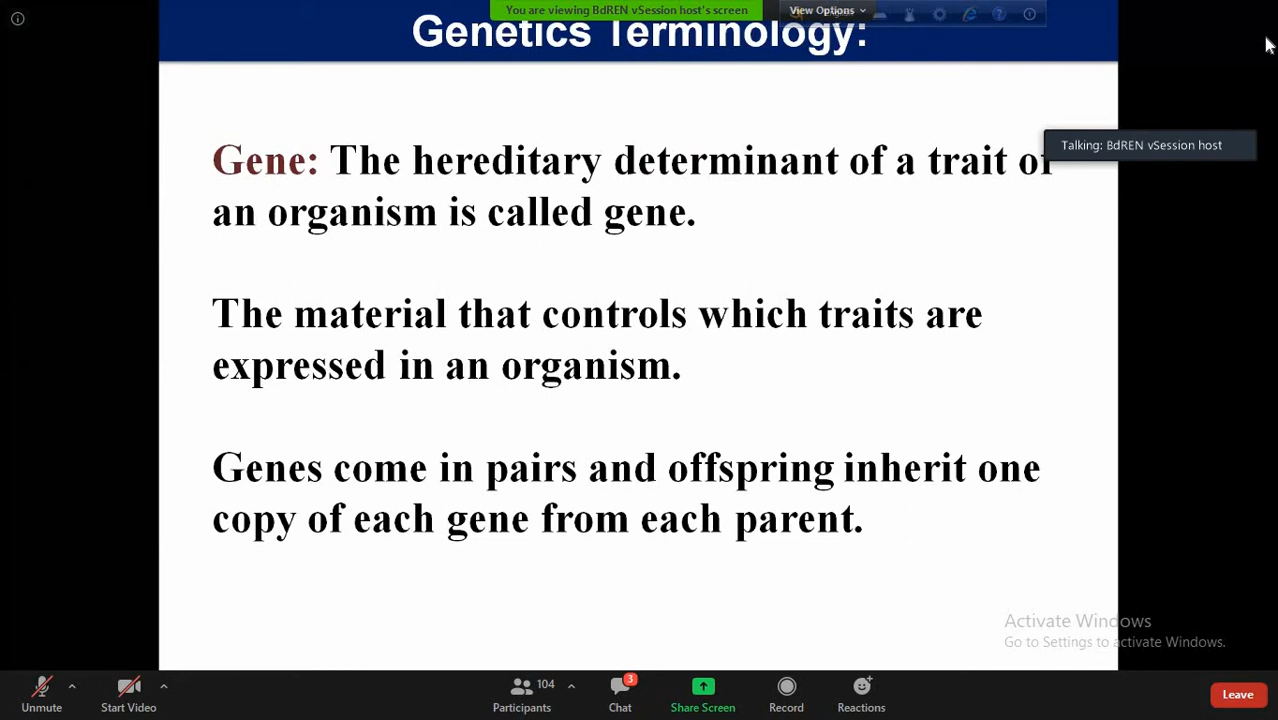 You are viewing BdREN vSession host's screen
View Options
Genetics Terminology:
Talking: BdREN vSession host
Gene: The hereditary determinant of a trait of
an organism is called gene.
The material that controls which traits are
expressed in an organism.
Genes come in pairs and offspring inherit one
copy of each gene from each parent.
Activate Windows
Go to Settings to activate Windows.
Unmute
Start Video
104
Participants
3
Chat
Share Screen
Record
Reactions
Leave